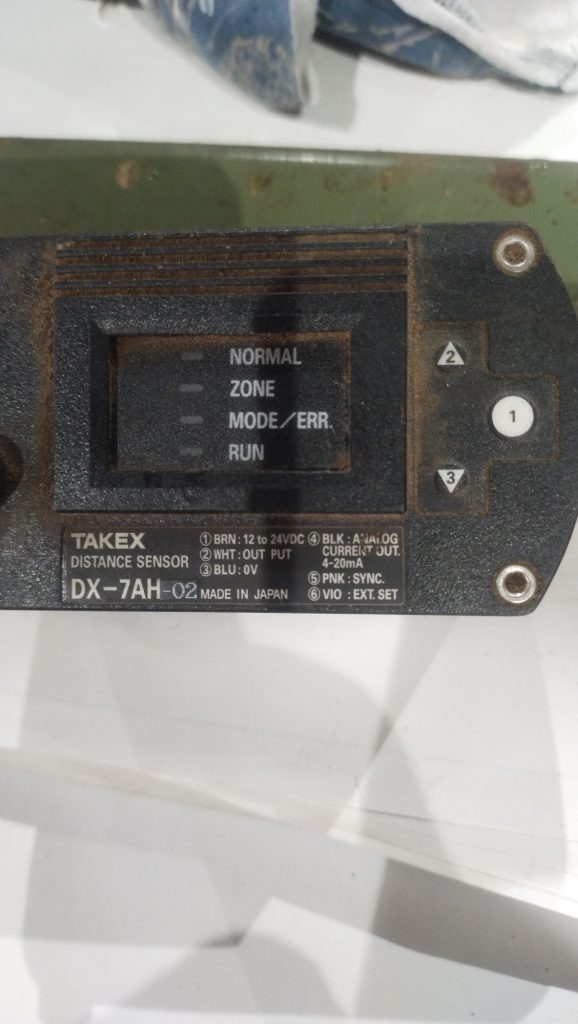 NORMAL
ZONE
MODE/ERR.
RUN
2
1
3
TAKEX
DISTANCE SENSOR
DX-7AH-02
MADE IN JAPAN
① BRN : 12 to 24VDC
② WHT : OUT PUT
③ BLU : 0V
④ BLK : ANALOG
CURRENT OUT.
4-20mA
⑤ PNK : SYNC.
⑥ VIO : EXT. SET